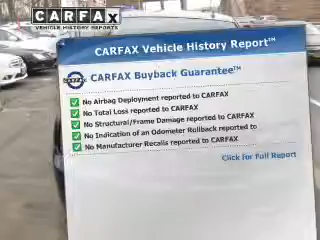 CARFAX
VEHICLE HISTORY REPORTS
CARFAX Vehicle History Report™
CARFAX Buyback Guarantee™
No Airbag Deployment reported to CARFAX
No Total Loss reported to CARFAX
No Structural/Frame Damage reported to CARFAX
No Indication of an Odometer Rollback reported to
No Manufacturer Recalls reported to CARFAX
Click for Full Report